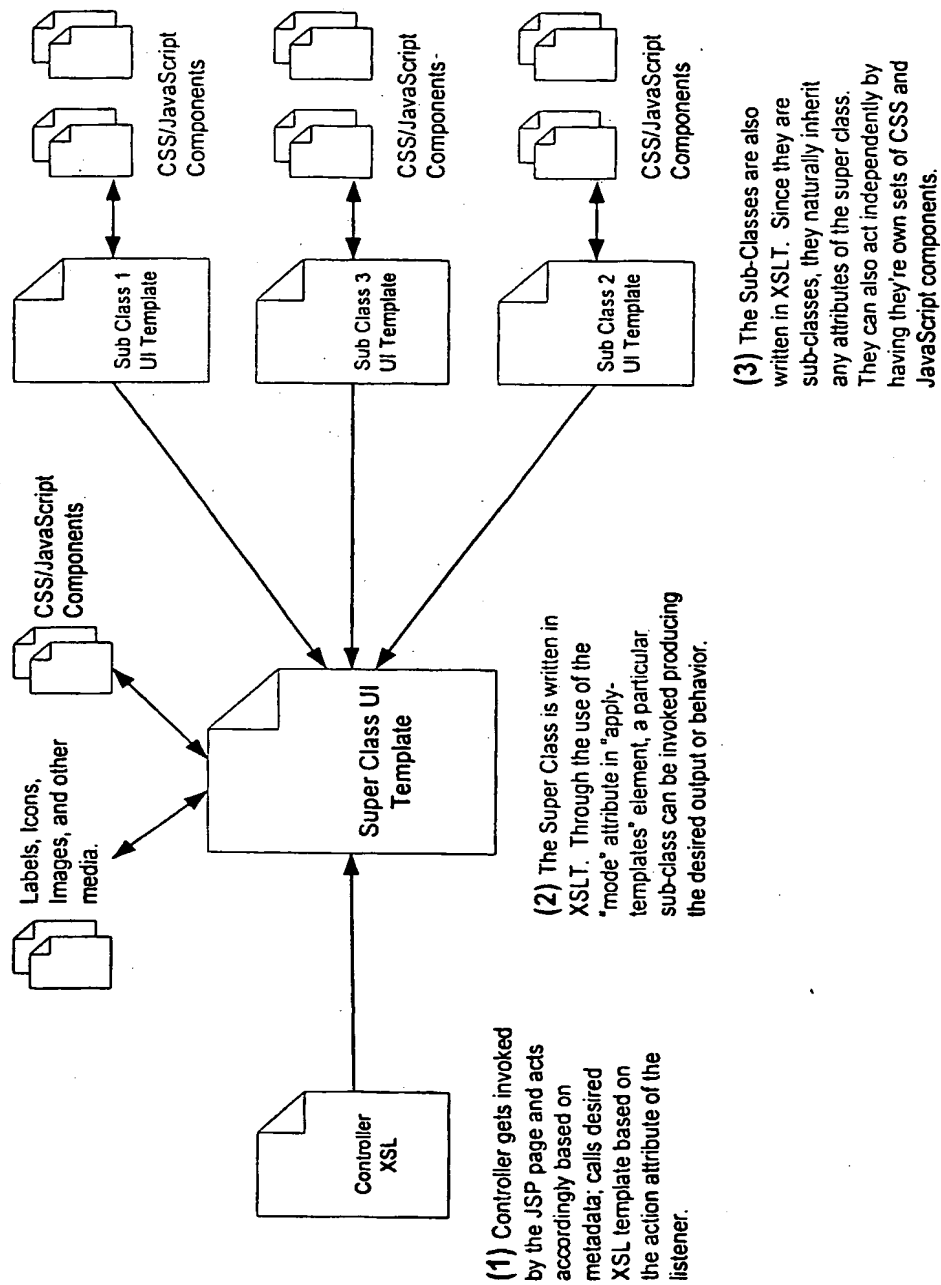 Labels, Icons,
Images, and other
media.
CSS/JavaScript
Components
Controller
XSL
Super Class UI
Template
Sub Class 1
UI Template
CSS/JavaScript
Components
Sub Class 3
UI Template
CSS/JavaScript
Components-
Sub Class 2
UI Template
CSS/JavaScript
Components
(1) Controller gets invoked
by the JSP page and acts
accordingly based on
metadata; calls desired
XSL template based on
the action attribute of the
listener.
(2) The Super Class is written in
XSLT. Through the use of the
"mode" attribute in "apply-
templates" element, a particular
sub-class can be invoked producing
the desired output or behavior.
(3) The Sub-Classes are also
written in XSLT. Since they are
sub-classes, they naturally inherit
any attributes of the super class.
They can also act independently by
having they're own sets of CSS and
JavaScript components.